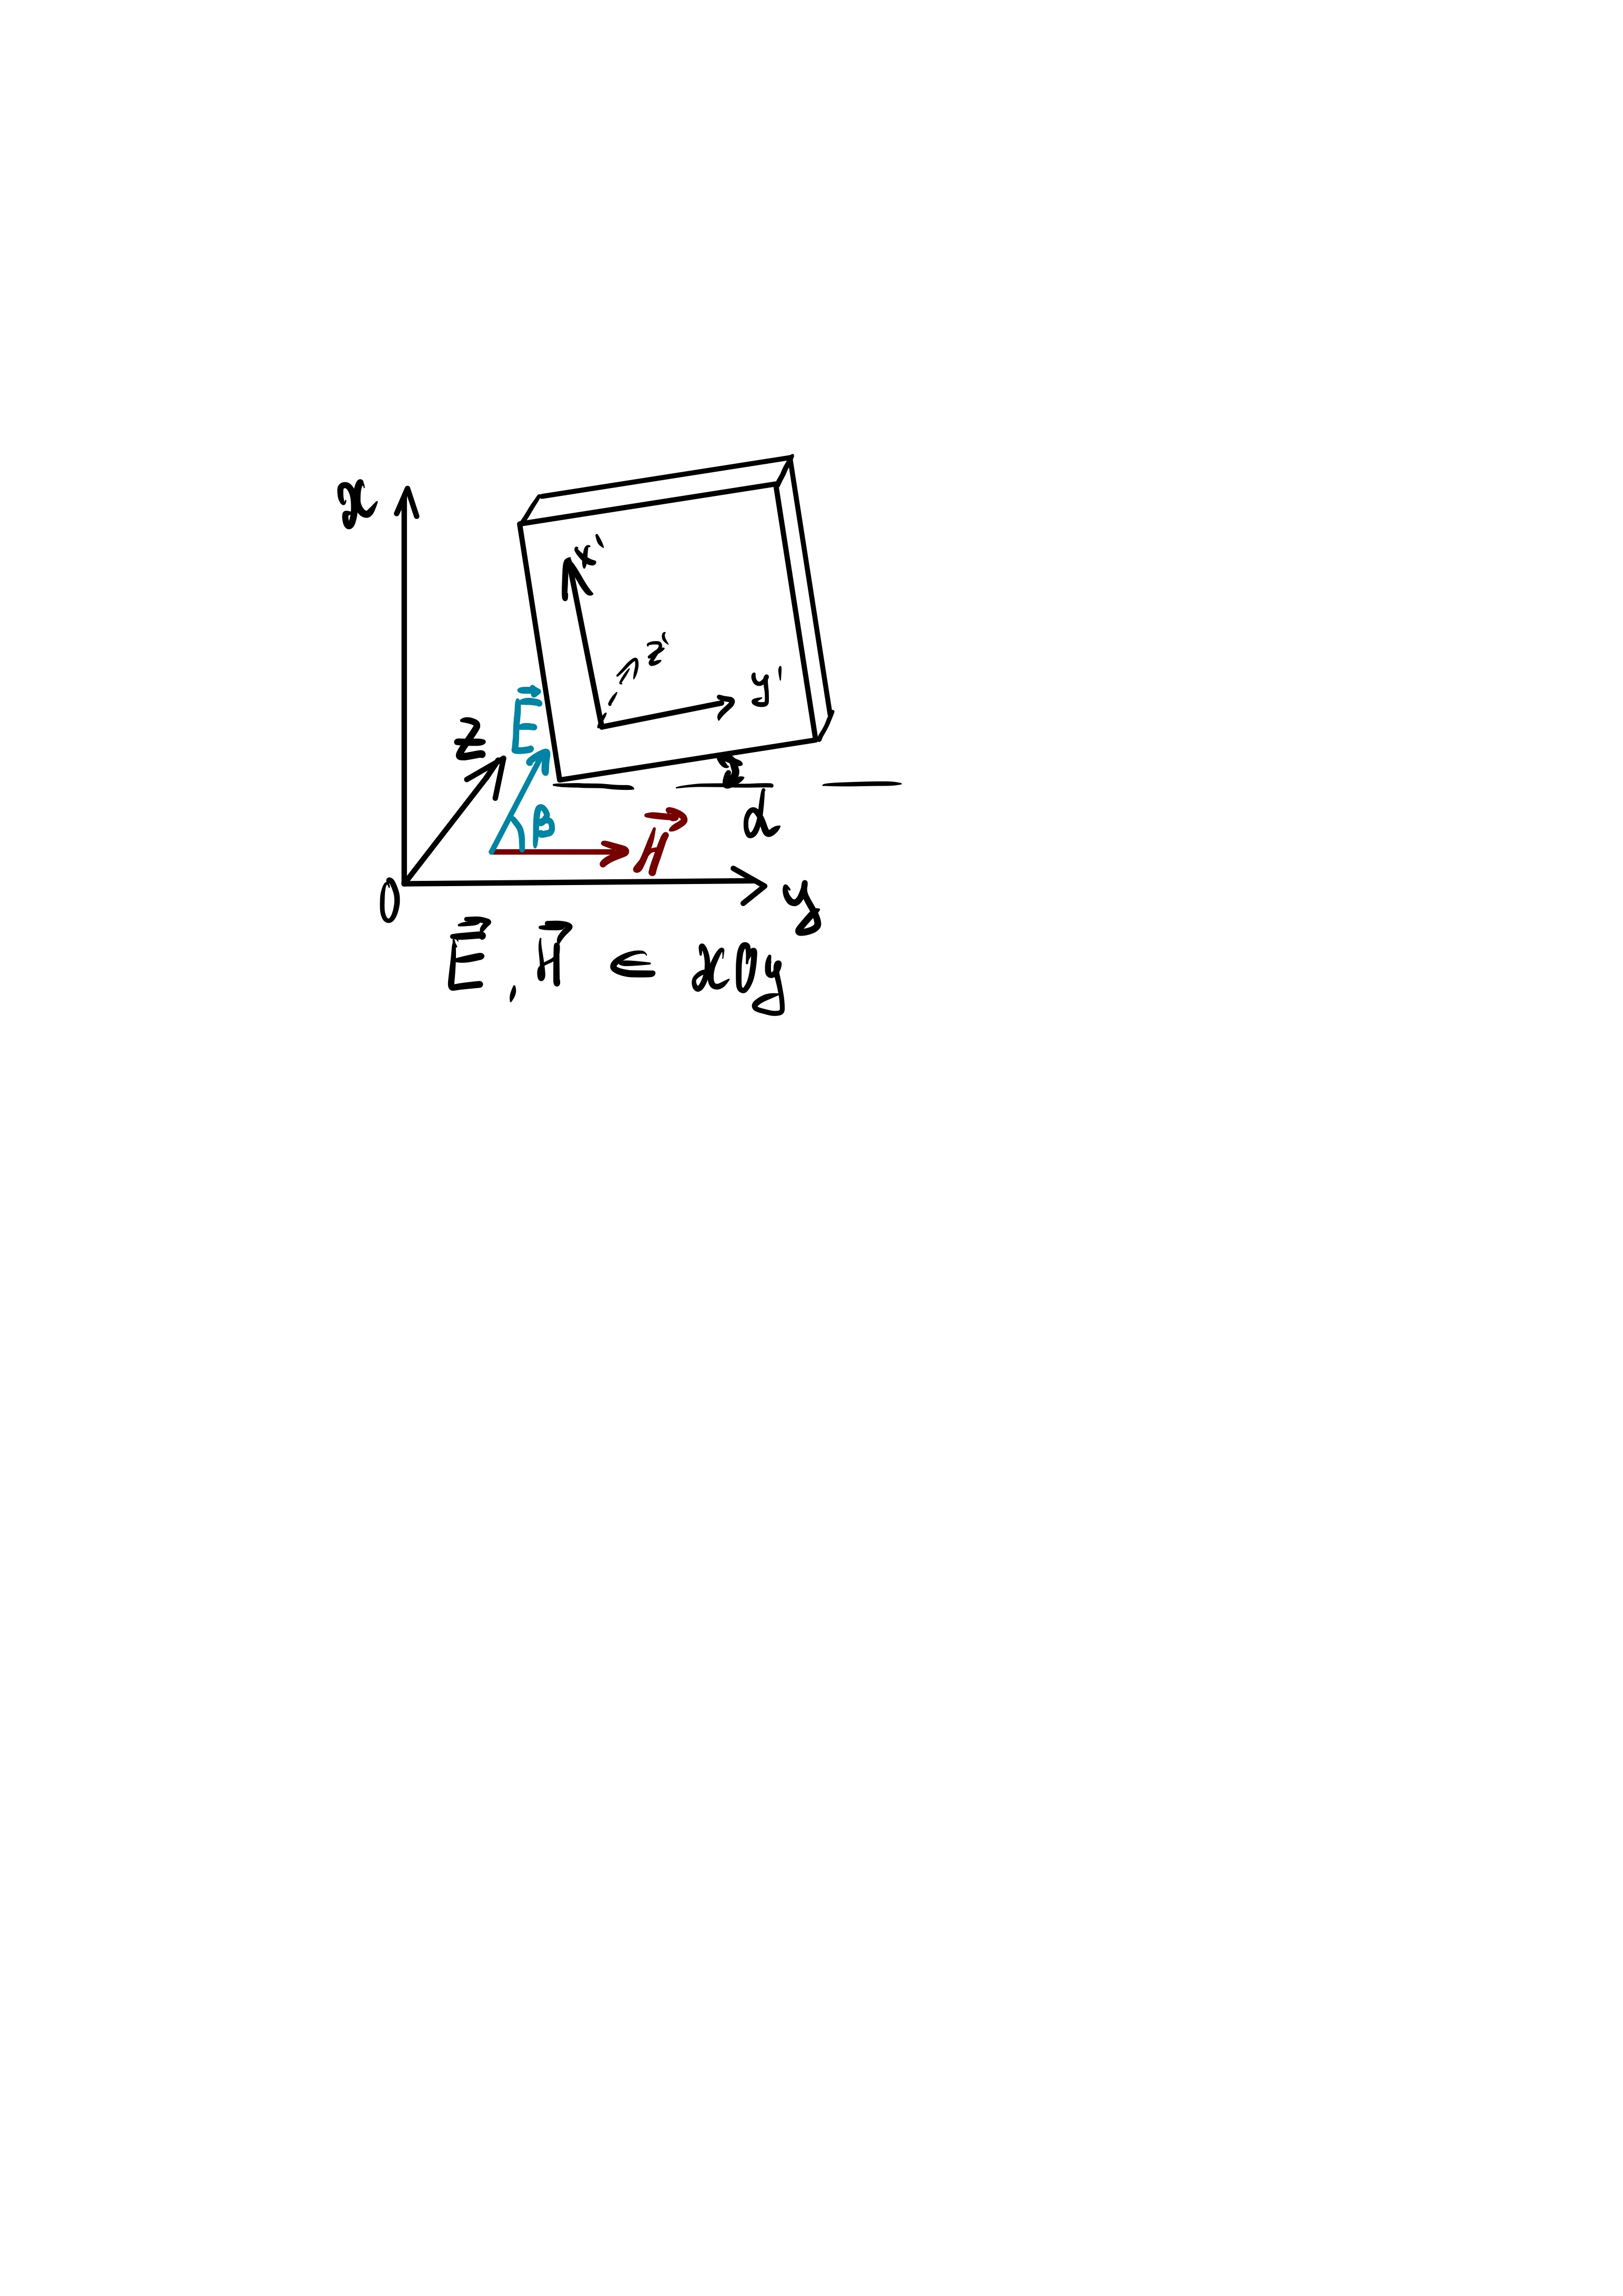 x
x'
z'
y'
z
E⃗
β
H⃗
d
O
y
E⃗, H⃗ ∈ xOy